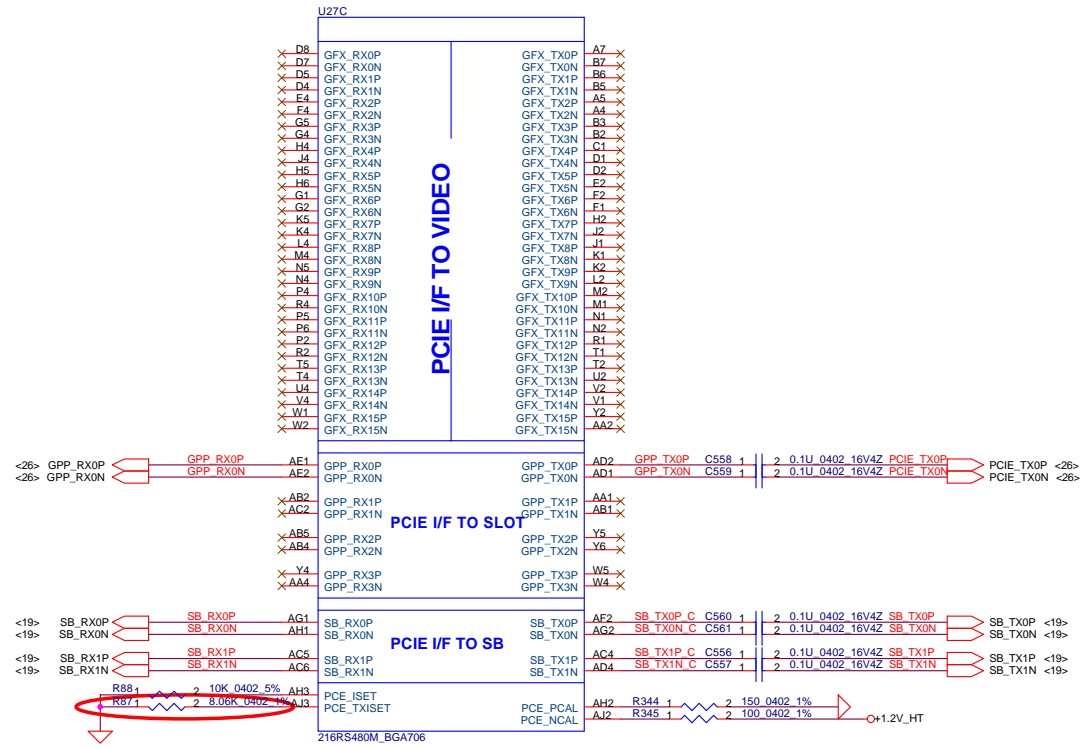 U27C
D8 GFX_RX0P GFX_TX0P A7
D7 GFX_RX0N GFX_TX0N B7
D5 GFX_RX1P GFX_TX1P B6
D4 GFX_RX1N GFX_TX1N B5
E4 GFX_RX2P GFX_TX2P A5
F4 GFX_RX2N GFX_TX2N A4
G5 GFX_RX3P GFX_TX3P B3
G4 GFX_RX3N GFX_TX3N B2
H4 GFX_RX4P GFX_TX4P C1
J4 GFX_RX4N GFX_TX4N D1
H5 GFX_RX5P GFX_TX5P D2
H6 GFX_RX5N GFX_TX5N E2
G1 GFX_RX6P GFX_TX6P F2
G2 GFX_RX6N GFX_TX6N F1
K5 GFX_RX7P GFX_TX7P H2
K4 GFX_RX7N GFX_TX7N J2
L4 GFX_RX8P GFX_TX8P J1
M4 GFX_RX8N GFX_TX8N K1
N5 GFX_RX9P GFX_TX9P K2
N4 GFX_RX9N GFX_TX9N L2
P4 GFX_RX10P GFX_TX10P M2
R4 GFX_RX10N GFX_TX10N M1
P5 GFX_RX11P GFX_TX11P N1
P6 GFX_RX11N GFX_TX11N N2
P2 GFX_RX12P GFX_TX12P R1
R2 GFX_RX12N GFX_TX12N T1
T5 GFX_RX13P GFX_TX13P T2
T4 GFX_RX13N GFX_TX13N U2
U4 GFX_RX14P GFX_TX14P V2
V4 GFX_RX14N GFX_TX14N V1
W1 GFX_RX15P GFX_TX15P Y2
W2 GFX_RX15N GFX_TX15N AA2
PCIE I/F TO VIDEO
<26> GPP_RX0P GPP_RX0P AE1 GPP_RX0P GPP_TX0P AD2 GPP_TX0P C558 1 2 0.1U_0402_16V4Z PCIE_TX0P PCIE_TX0P <26>
<26> GPP_RX0N GPP_RX0N AE2 GPP_RX0N GPP_TX0N AD1 GPP_TX0N C559 1 2 0.1U_0402_16V4Z PCIE_TX0N PCIE_TX0N <26>
AB2 GPP_RX1P GPP_TX1P AA1
AC2 GPP_RX1N GPP_TX1N AB1
PCIE I/F TO SLOT
AB5 GPP_RX2P GPP_TX2P Y5
AB4 GPP_RX2N GPP_TX2N Y6
Y4 GPP_RX3P GPP_TX3P W5
AA4 GPP_RX3N GPP_TX3N W4
<19> SB_RX0P SB_RX0P AG1 SB_RX0P SB_TX0P AF2 SB_TX0P_C C560 1 2 0.1U_0402_16V4Z SB_TX0P SB_TX0P <19>
<19> SB_RX0N SB_RX0N AH1 SB_RX0N SB_TX0N AG2 SB_TX0N_C C561 1 2 0.1U_0402_16V4Z SB_TX0N SB_TX0N <19>
PCIE I/F TO SB
<19> SB_RX1P SB_RX1P AC5 SB_RX1P SB_TX1P AC4 SB_TX1P_C C556 1 2 0.1U_0402_16V4Z SB_TX1P SB_TX1P <19>
<19> SB_RX1N SB_RX1N AC6 SB_RX1N SB_TX1N AD4 SB_TX1N_C C557 1 2 0.1U_0402_16V4Z SB_TX1N SB_TX1N <19>
R88 1 2 10K_0402_5% AH3 PCE_ISET
R87 1 2 8.06K_0402_1% AJ3 PCE_TXISET PCE_PCAL AH2 R344 1 2 150_0402_1%
PCE_NCAL AJ2 R345 1 2 100_0402_1% +1.2V_HT
216RS480M_BGA706